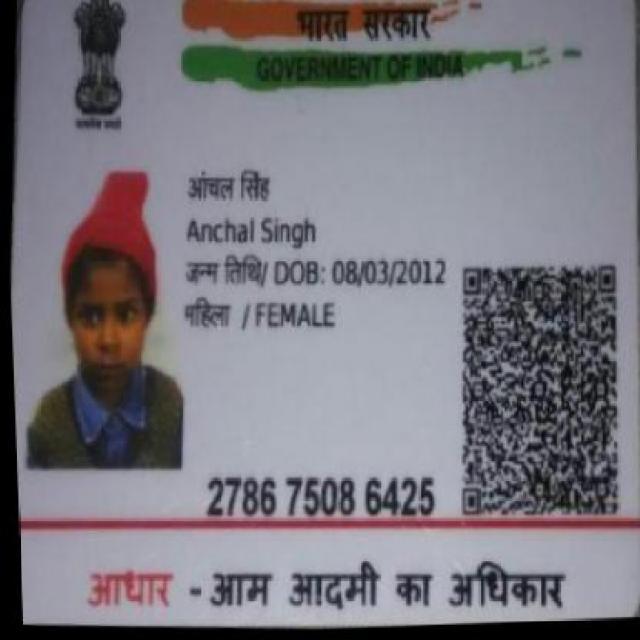 भारत सरकार
GOVERNMENT OF INDIA
आंचल सिंह
Anchal Singh
जन्म तिथि/ DOB: 08/03/2012
महिला / FEMALE
2786 7508 6425
आधार - आम आदमी का अधिकार